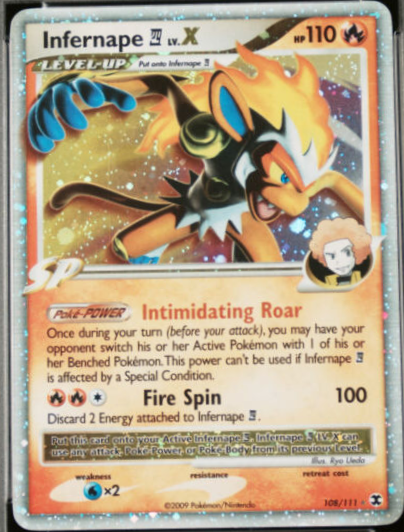 Infernape LV.X HP 110
LEVEL-UP Put onto Infernape
SP
Poké-POWER Intimidating Roar
Once during your turn (before your attack), you may have your
opponent switch his or her Active Pokémon with 1 of his or
her Benched Pokémon. This power can't be used if Infernape
is affected by a Special Condition.
Fire Spin 100
Discard 2 Energy attached to Infernape .
Put this card onto your Active Infernape . Infernape LV.X can
use any attack, Poké-Power, or Poké-Body from its previous Level.
Illus. Ryo Ueda
weakness resistance retreat cost
×2
©2009 Pokémon/Nintendo 108/111